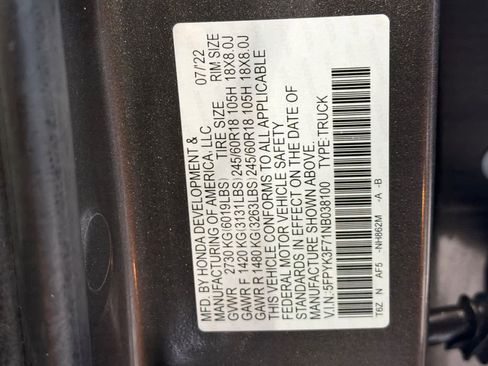 MFD. BY HONDA DEVELOPMENT & 07/22
MANUFACTURING OF AMERICA, LLC
TIRE SIZE RIM SIZE
GVWR 2730 KG(6019LBS)
GAWR F 1420 KG(3131LBS) 245/60R18 105H 18X8.0J
GAWR R 1480 KG(3263LBS) 245/60R18 105H 18X8.0J
THIS VEHICLE CONFORMS TO ALL APPLICABLE
FEDERAL MOTOR VEHICLE SAFETY
STANDARDS IN EFFECT ON THE DATE OF
MANUFACTURE SHOWN ABOVE.
V.I.N.:5FPYK3F71NB038100 TYPE:TRUCK
T6Z N AF5 -NH862M -A -B